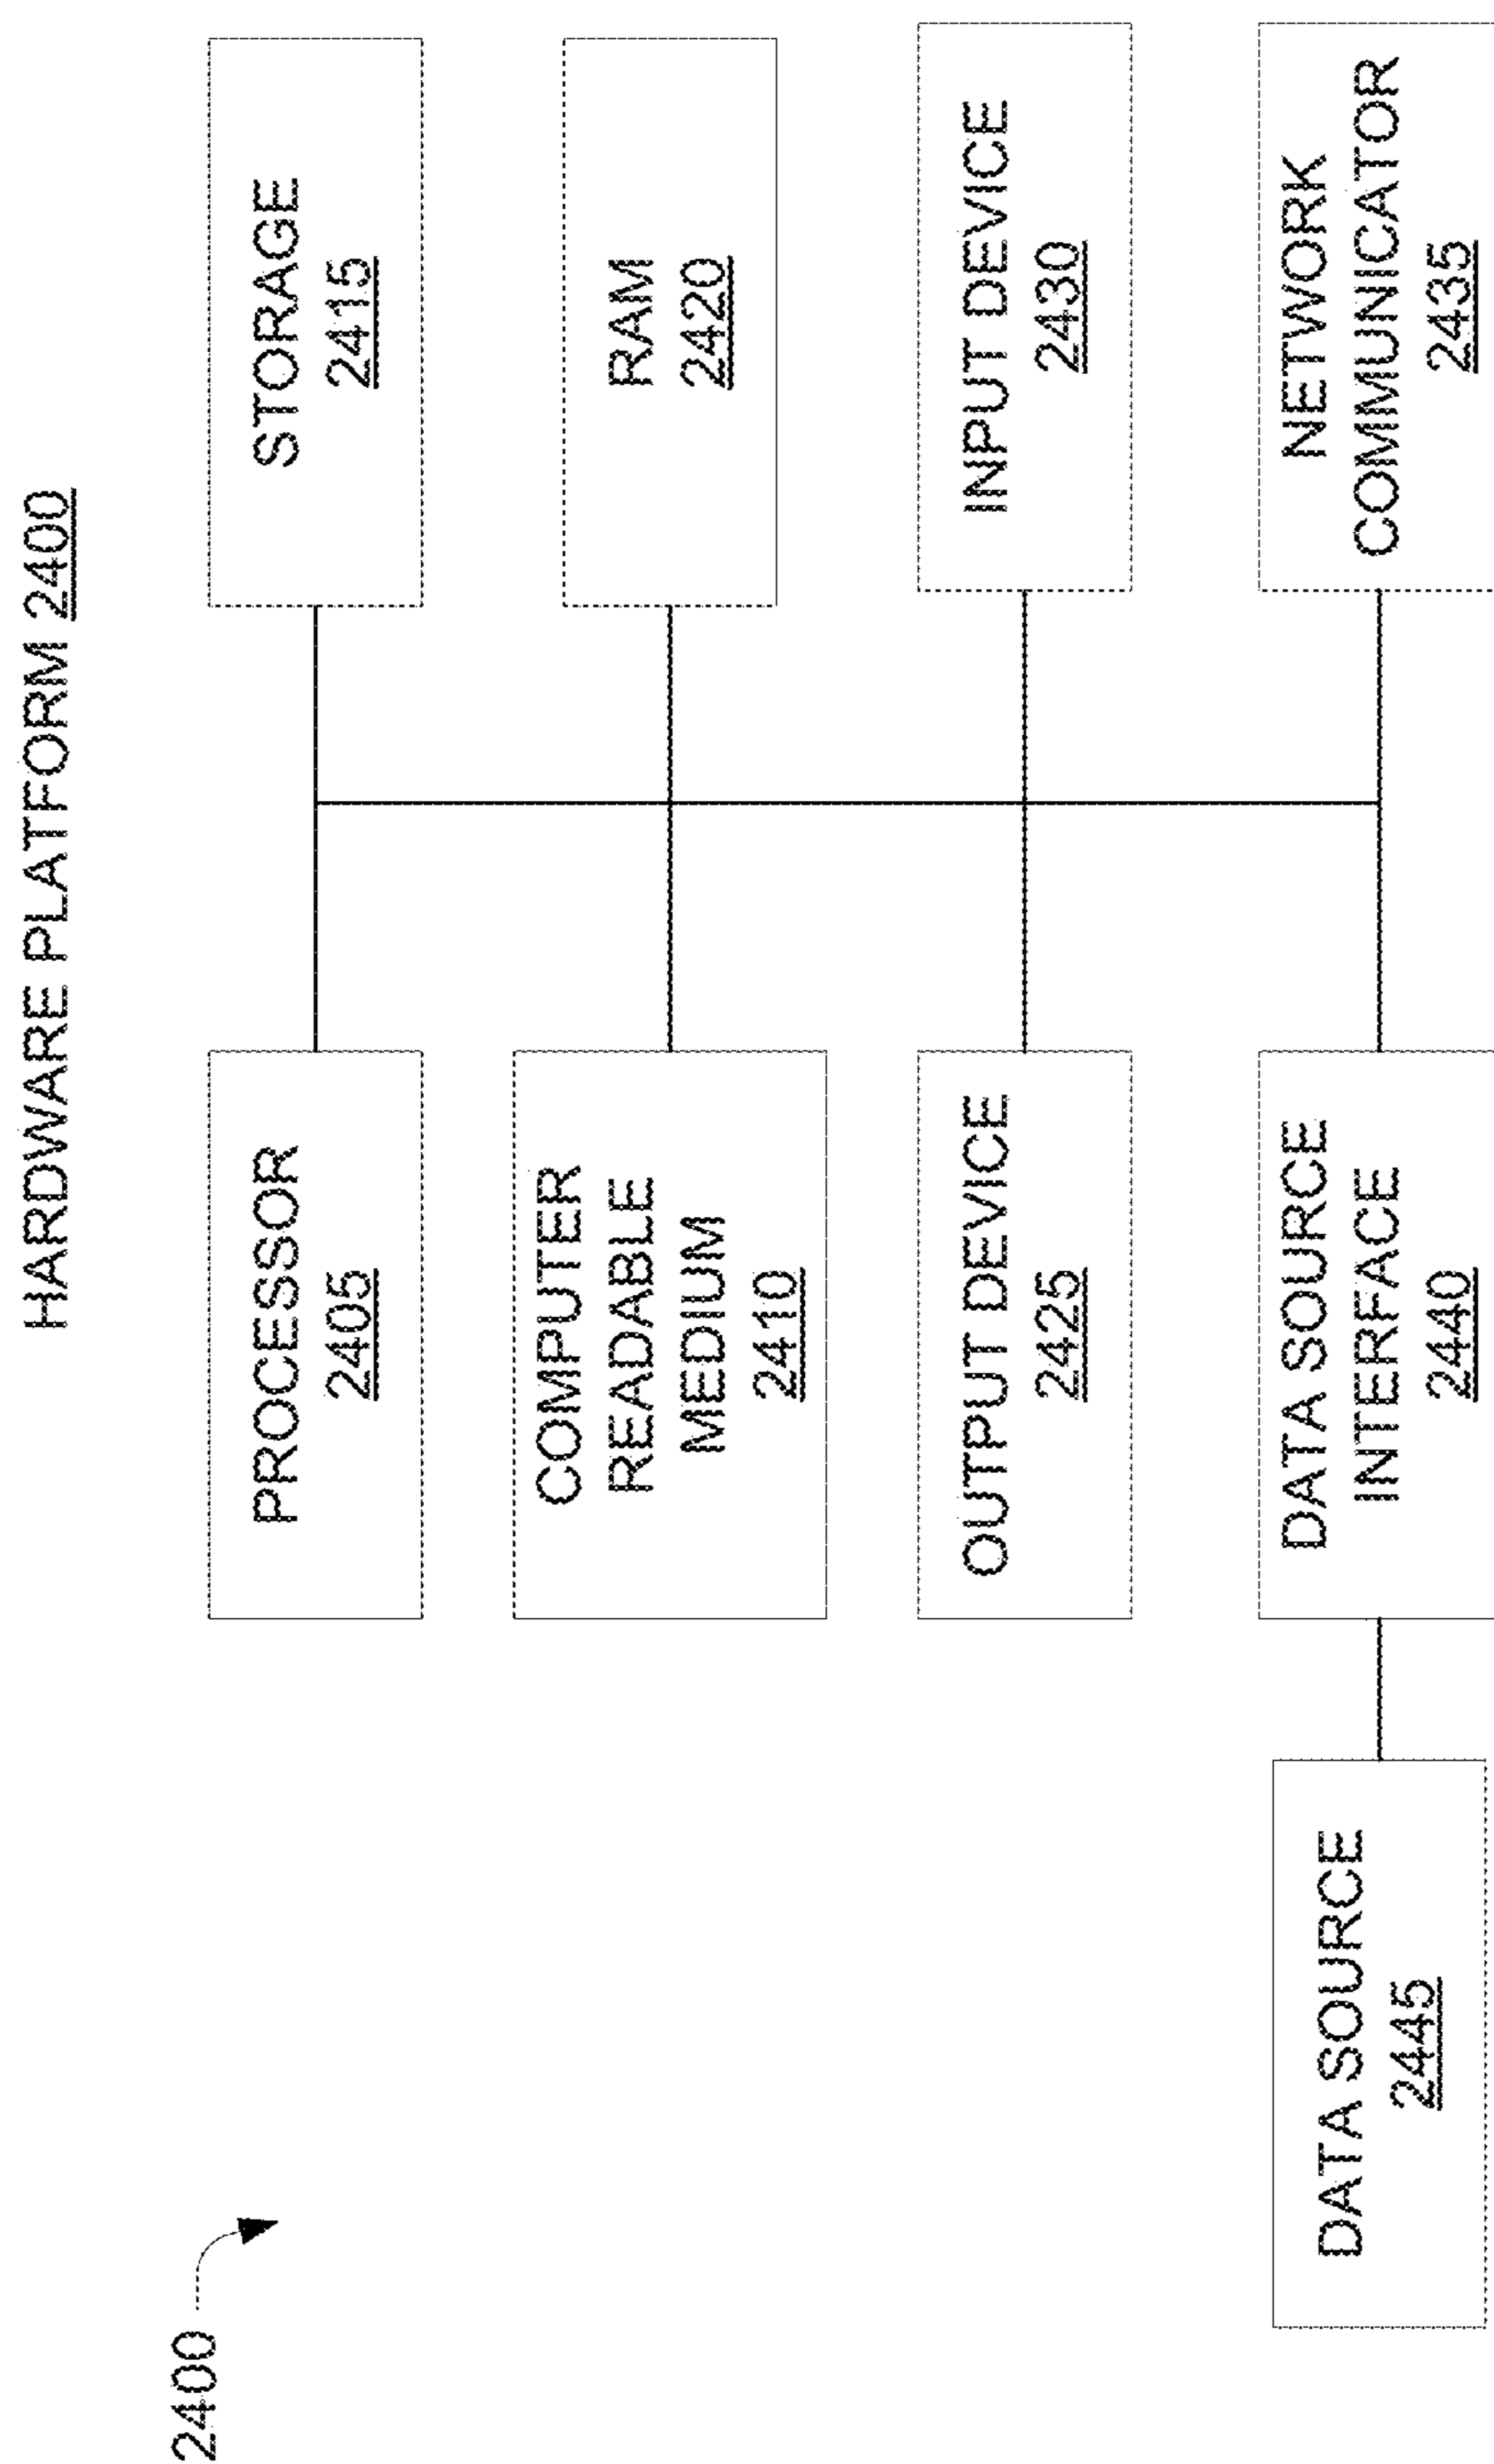 HARDWARE PLATFORM 2400
2400
PROCESSOR
2405
STORAGE
2415
COMPUTER
READABLE
MEDIUM
2410
RAM
2420
OUTPUT DEVICE
2425
INPUT DEVICE
2430
DATA SOURCE
2445
DATA SOURCE
INTERFACE
2440
NETWORK
COMMUNICATOR
2435